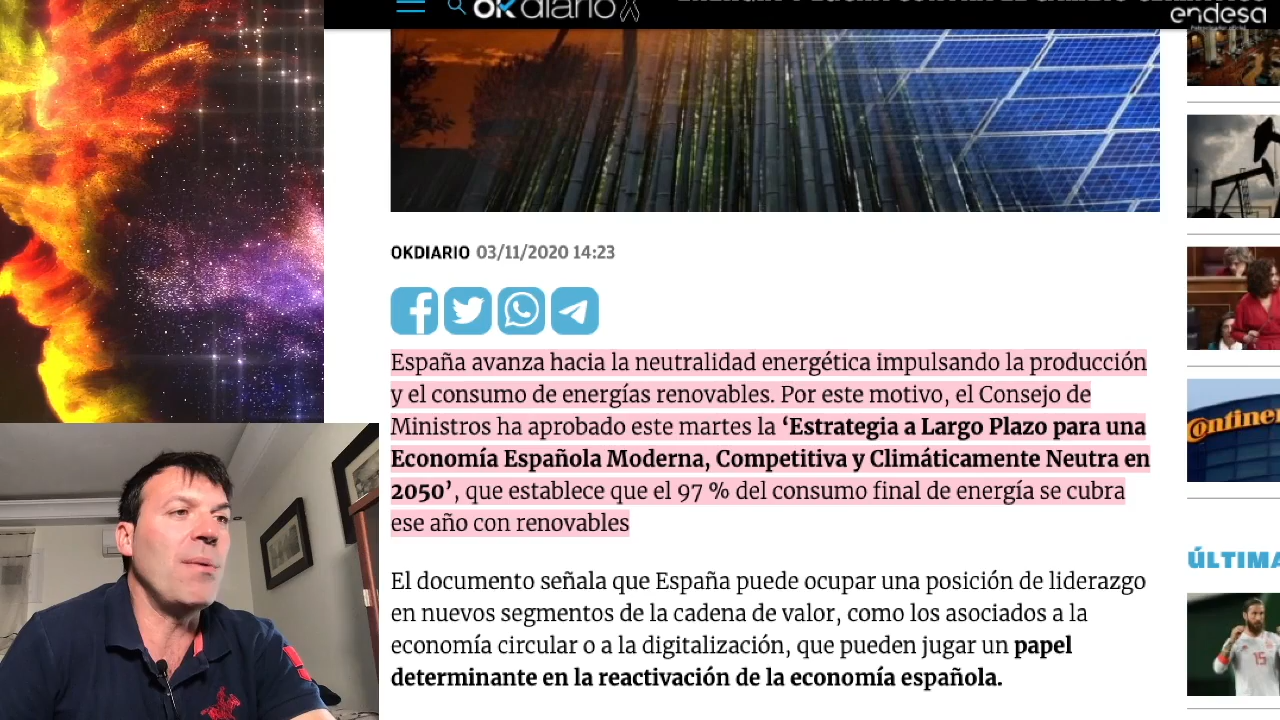 okdiario
endesa
OKDIARIO 03/11/2020 14:23
España avanza hacia la neutralidad energética impulsando la producción
y el consumo de energías renovables. Por este motivo, el Consejo de
Ministros ha aprobado este martes la ‘Estrategia a Largo Plazo para una
Economía Española Moderna, Competitiva y Climáticamente Neutra en
2050’, que establece que el 97 % del consumo final de energía se cubra
ese año con renovables
El documento señala que España puede ocupar una posición de liderazgo
en nuevos segmentos de la cadena de valor, como los asociados a la
economía circular o a la digitalización, que pueden jugar un papel
determinante en la reactivación de la economía española.
Contine
ÚLTIMA
15